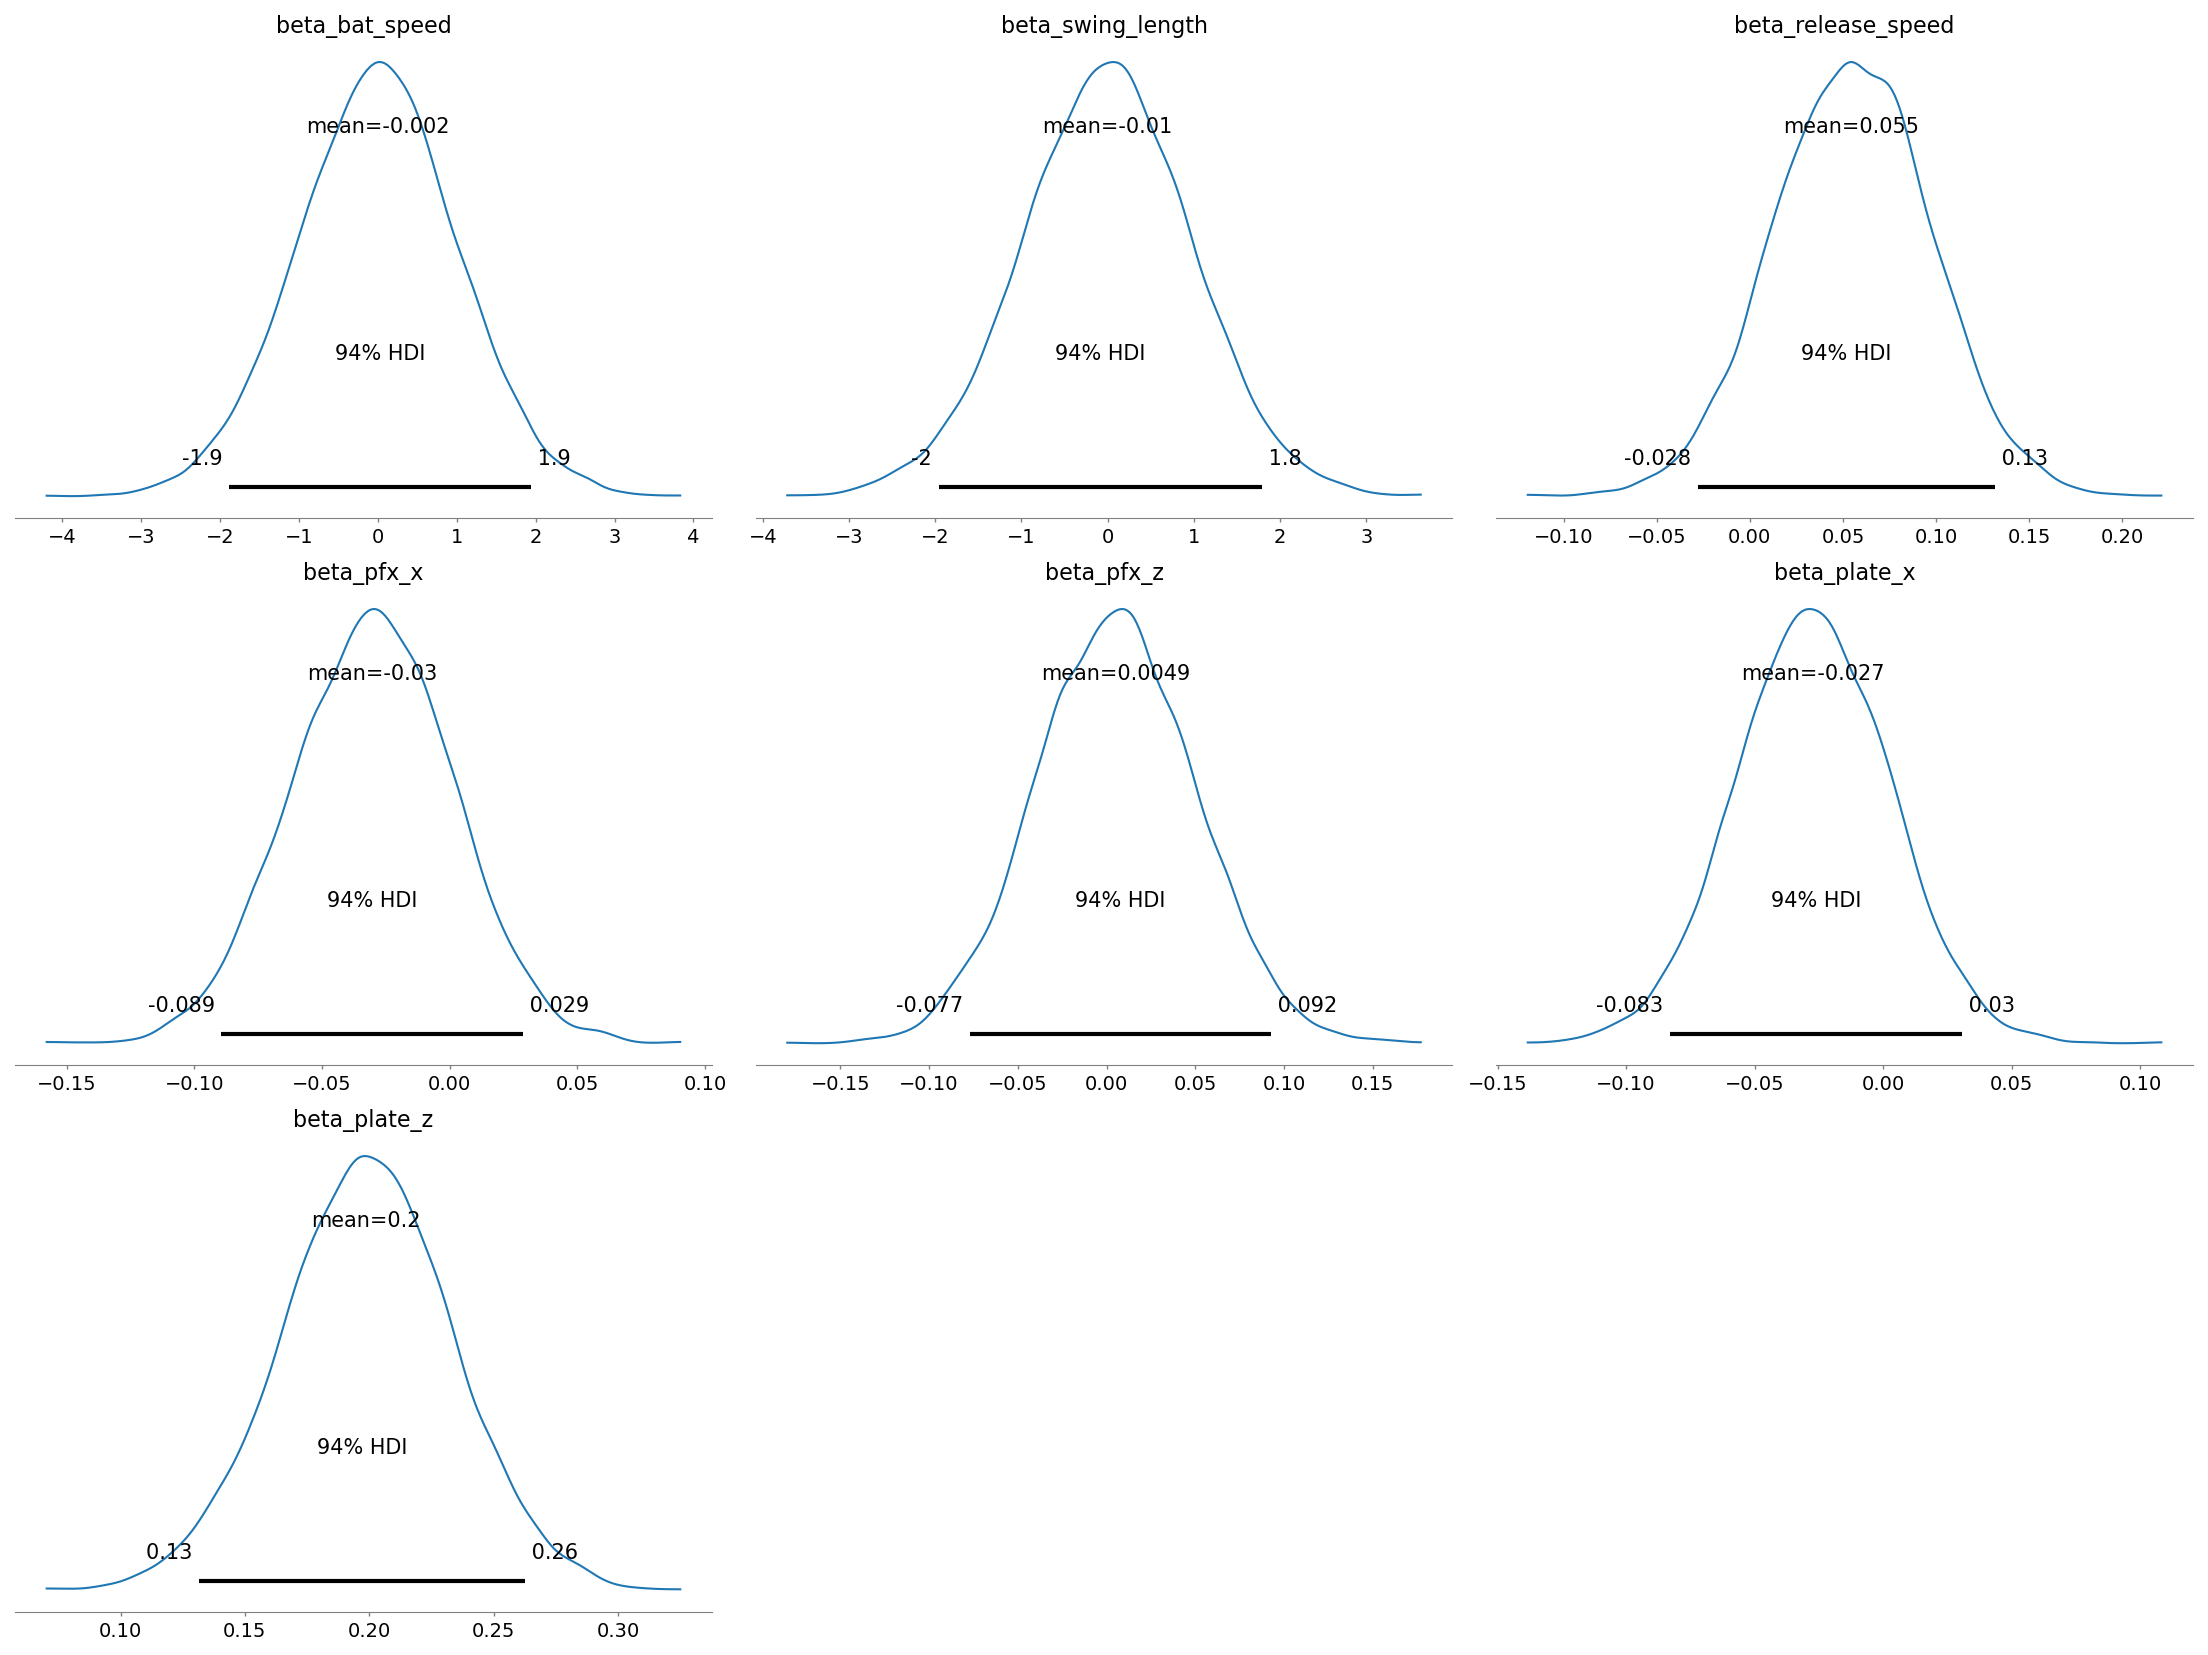 beta_bat_speed
mean=-0.002
94% HDI
-1.9 1.9
−4 −3 −2 −1 0 1 2 3 4
beta_swing_length
mean=-0.01
94% HDI
-2 1.8
−4 −3 −2 −1 0 1 2 3
beta_release_speed
mean=0.055
94% HDI
-0.028 0.13
−0.10 −0.05 0.00 0.05 0.10 0.15 0.20
beta_pfx_x
mean=-0.03
94% HDI
-0.089 0.029
−0.15 −0.10 −0.05 0.00 0.05 0.10
beta_pfx_z
mean=0.0049
94% HDI
-0.077 0.092
−0.15 −0.10 −0.05 0.00 0.05 0.10 0.15
beta_plate_x
mean=-0.027
94% HDI
-0.083 0.03
−0.15 −0.10 −0.05 0.00 0.05 0.10
beta_plate_z
mean=0.2
94% HDI
0.13 0.26
0.10 0.15 0.20 0.25 0.30